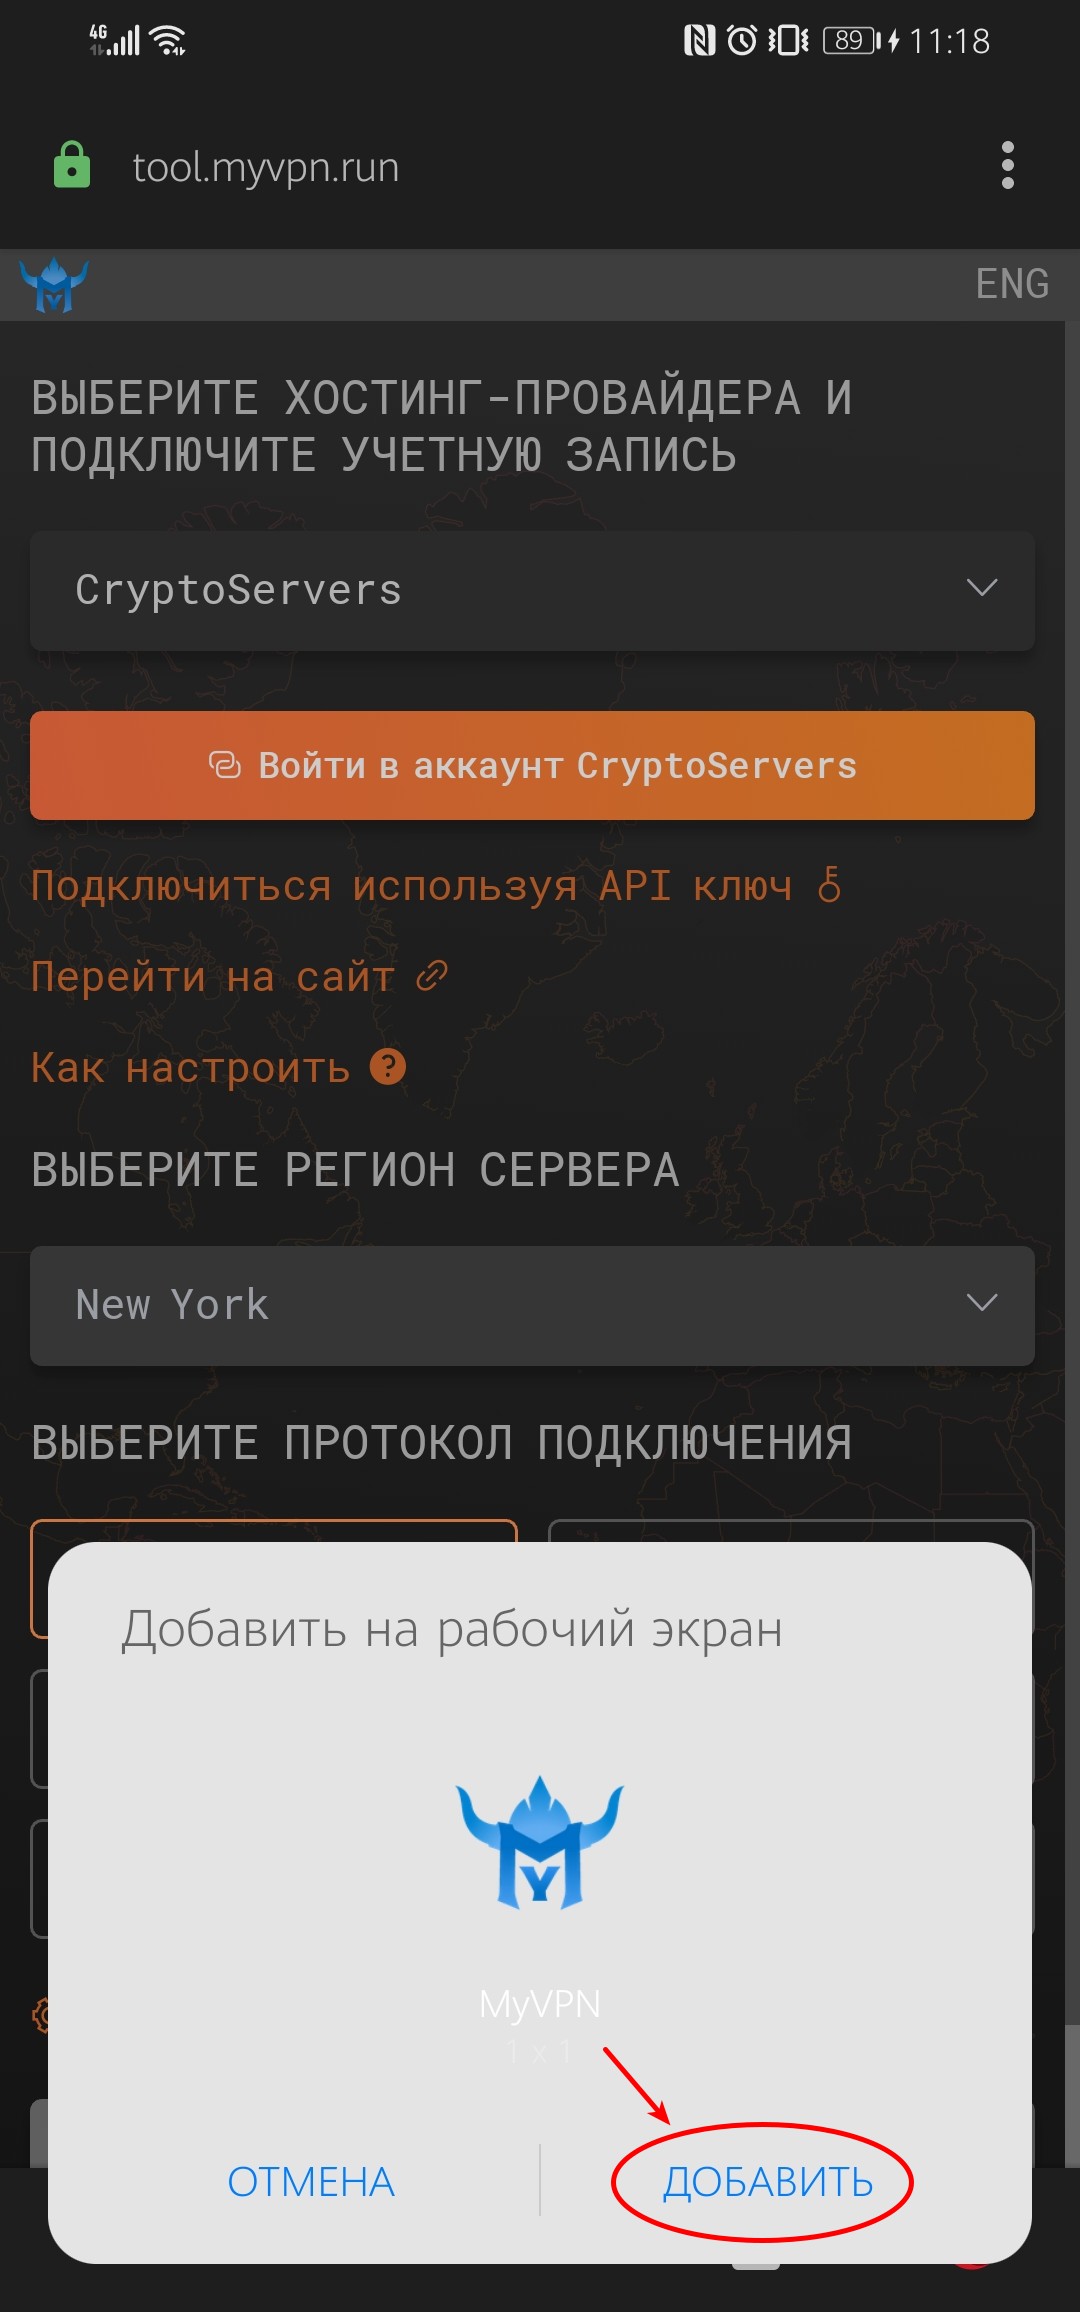 4G
89
11:18
tool.myvpn.run
ENG
ВЫБЕРИТЕ ХОСТИНГ-ПРОВАЙДЕРА И
ПОДКЛЮЧИТЕ УЧЕТНУЮ ЗАПИСЬ
CryptoServers
Войти в аккаунт CryptoServers
Подключиться используя API ключ
Перейти на сайт
Как настроить ?
ВЫБЕРИТЕ РЕГИОН СЕРВЕРА
New York
ВЫБЕРИТЕ ПРОТОКОЛ ПОДКЛЮЧЕНИЯ
Добавить на рабочий экран
MyVPN
1 x 1
ОТМЕНА
ДОБАВИТЬ